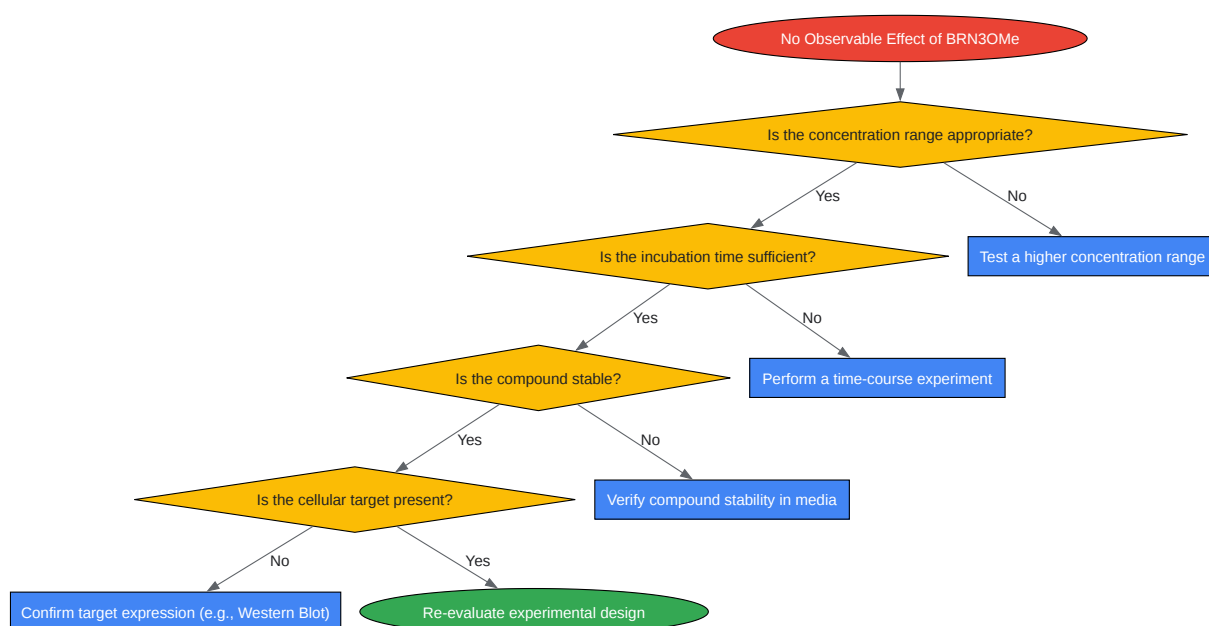 No Observable Effect of BRN3OMe
Is the concentration range appropriate?
Yes
No
Is the incubation time sufficient?
Test a higher concentration range
Yes
No
Is the compound stable?
Perform a time-course experiment
Yes
No
Is the cellular target present?
Verify compound stability in media
No
Yes
Confirm target expression (e.g., Western Blot)
Re-evaluate experimental design